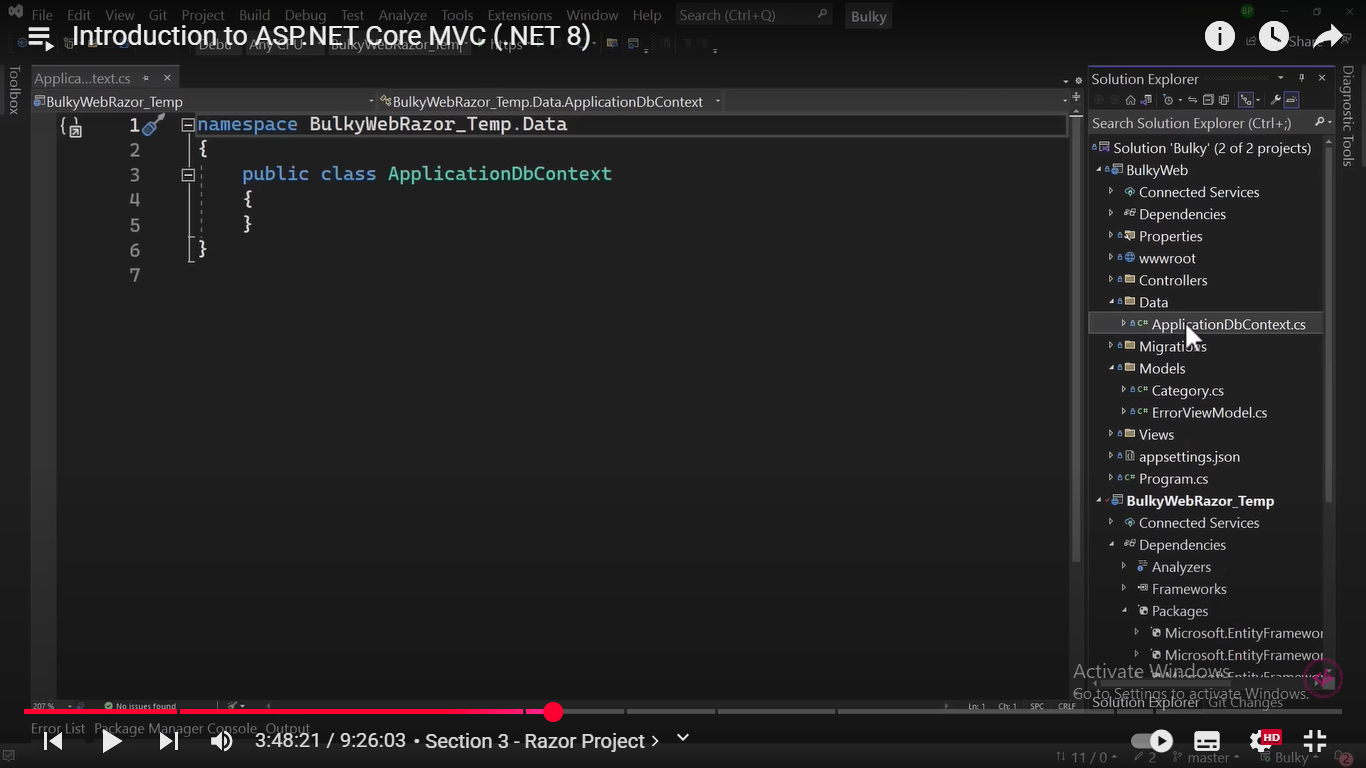 File Edit View Git Project Build Debug Test Analyze Tools Extensions Window Help Search (Ctrl+Q) Bulky
Introduction to ASP.NET Core MVC (.NET 8)
Share
Toolbox
Applica...text.cs
BulkyWebRazor_Temp
BulkyWebRazor_Temp.Data.ApplicationDbContext
1 namespace BulkyWebRazor_Temp.Data
2 {
3 public class ApplicationDbContext
4 {
5 }
6 }
7
Solution Explorer
Search Solution Explorer (Ctrl+;)
Solution 'Bulky' (2 of 2 projects)
BulkyWeb
Connected Services
Dependencies
Properties
wwwroot
Controllers
Data
C# ApplicationDbContext.cs
Migrations
Models
C# Category.cs
C# ErrorViewModel.cs
Views
appsettings.json
C# Program.cs
BulkyWebRazor_Temp
Connected Services
Dependencies
Analyzers
Frameworks
Packages
Microsoft.EntityFramewor
Microsoft.EntityFramewor
Diagnostic Tools
Activate Windows
Go to Settings to activate Windows.
Solution Explorer Git Changes
207 % No issues found Ln: 1 Ch: 1 SPC CRLF
Error List Package Manager Console Output
3:48:21 / 9:26:03 • Section 3 - Razor Project
HD
11 / 0 2 master Bulky 2